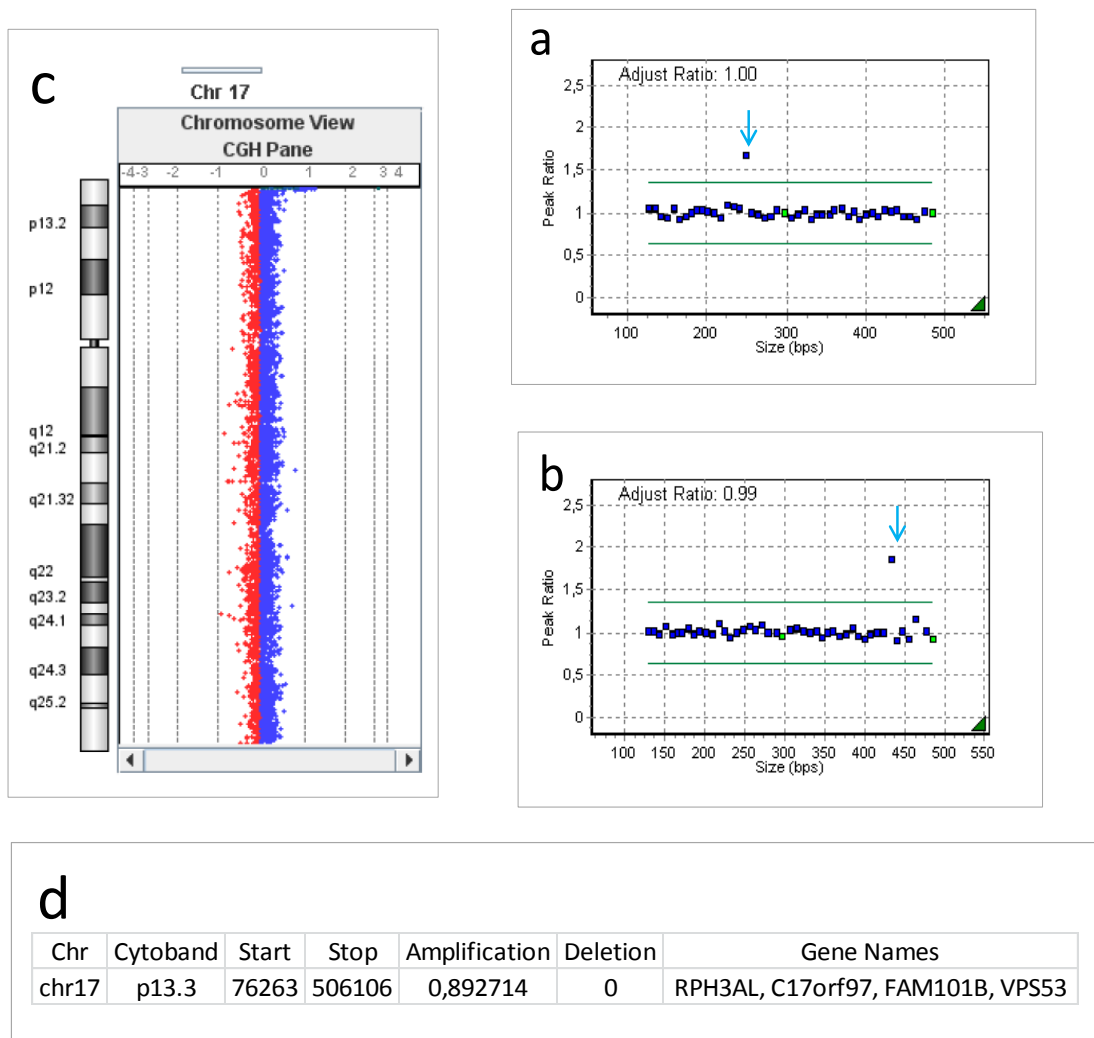 c
Chr 17
Chromosome View
CGH Pane
-4 -3 -2 -1 0 1 2 3 4
p13.2
p12
q12
q21.2
q21.32
q22
q23.2
q24.1
q24.3
q25.2
a
Adjust Ratio: 1.00
Peak Ratio
2,5
2
1,5
1
0,5
0
100 200 300 400 500
Size (bps)
b
Adjust Ratio: 0.99
Peak Ratio
2,5
2
1,5
1
0,5
0
100 150 200 250 300 350 400 450 500 550
Size (bps)
d
Chr Cytoband Start Stop Amplification Deletion Gene Names
chr17 p13.3 76263 506106 0,892714 0 RPH3AL, C17orf97, FAM101B, VPS53